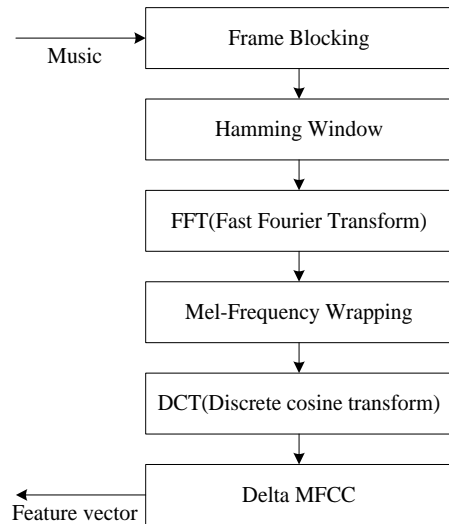 Frame Blocking
Music
Hamming Window
FFT(Fast Fourier Transform)
Mel-Frequency Wrapping
DCT(Discrete cosine transform)
Delta MFCC
Feature vector